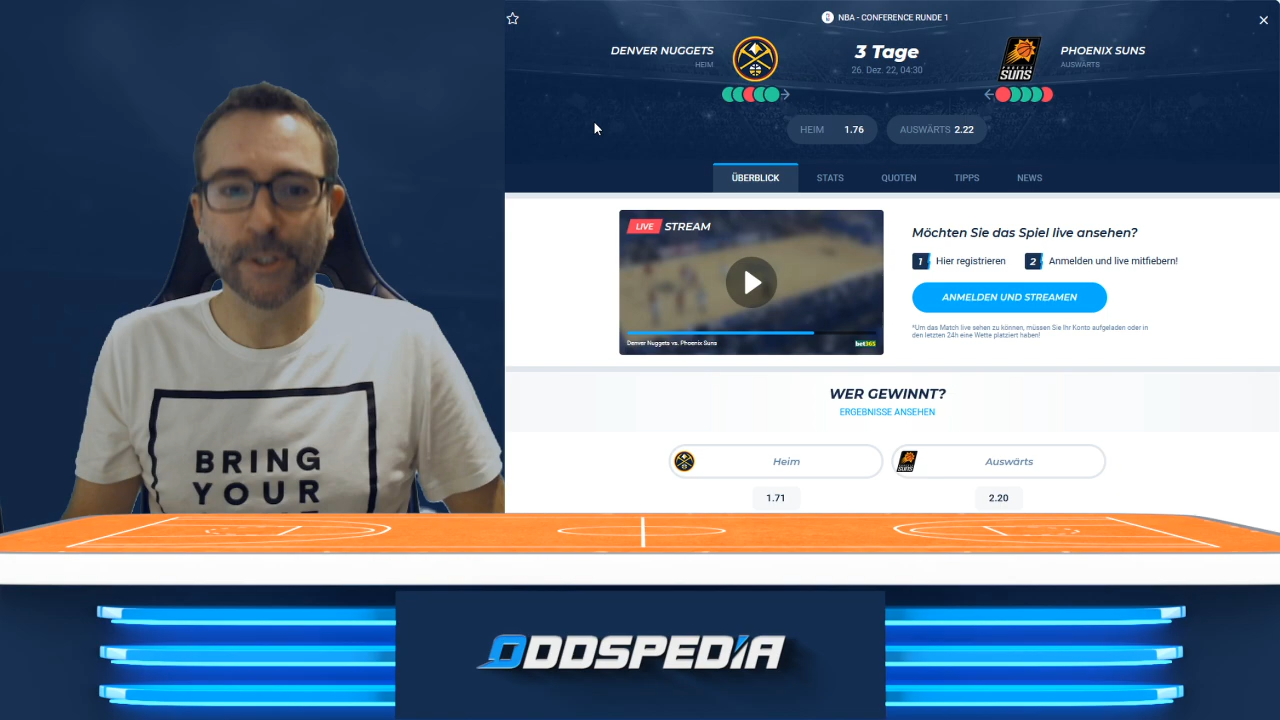 NBA - CONFERENCE RUNDE 1
DENVER NUGGETS
HEIM
3 Tage
26. Dez. 22, 04:30
PHOENIX
SUNS
PHOENIX SUNS
AUSWÄRTS
HEIM 1.76
AUSWÄRTS 2.22
ÜBERBLICK
STATS
QUOTEN
TIPPS
NEWS
LIVE STREAM
Denver Nuggets vs. Phoenix Suns
bet365
Möchten Sie das Spiel live ansehen?
1 Hier registrieren
2 Anmelden und live mitfiebern!
ANMELDEN UND STREAMEN
*Um das Match live sehen zu können, müssen Sie Ihr Konto aufgeladen oder in
den letzten 24h eine Wette platziert haben!
WER GEWINNT?
ERGEBNISSE ANSEHEN
Heim
SUNS
Auswärts
1.71
2.20
BRING
YOUR
ODDSPEDIA